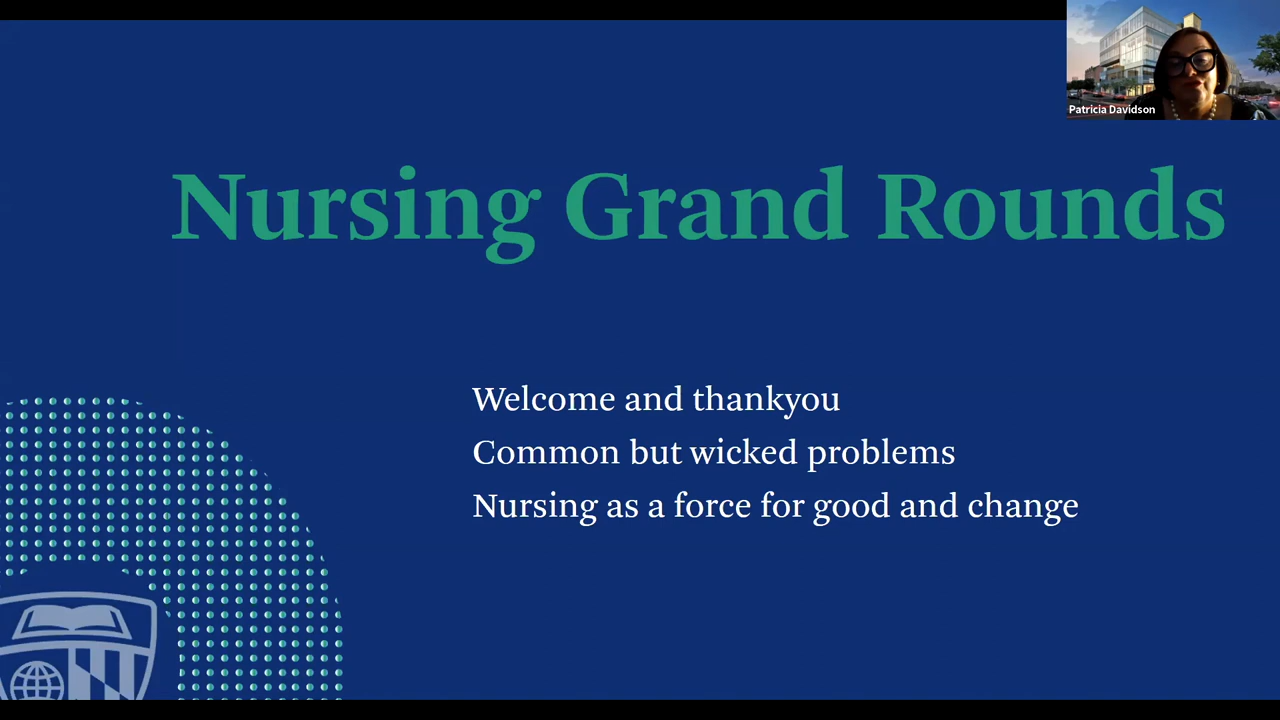 Patricia Davidson
Nursing Grand Rounds
Welcome and thankyou
Common but wicked problems
Nursing as a force for good and change